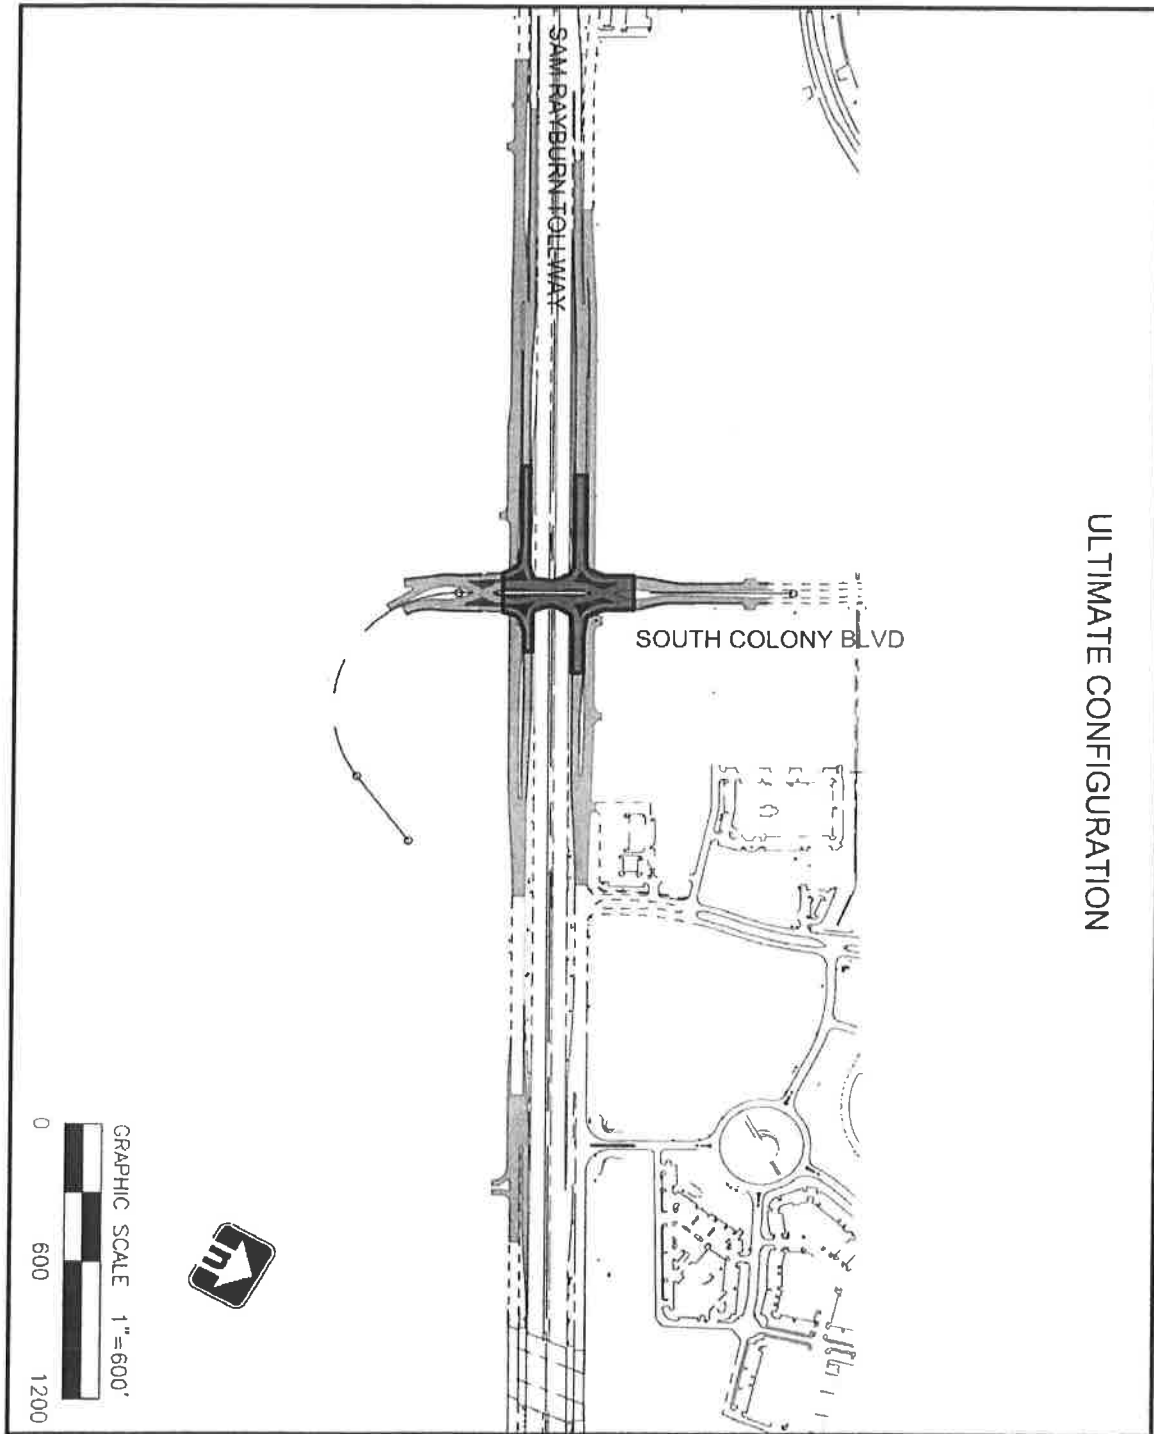 ULTIMATE CONFIGURATION
SAM RAYBURN TOLLWAY
SOUTH COLONY BLVD
GRAPHIC SCALE 1"=600'
0 600 1200